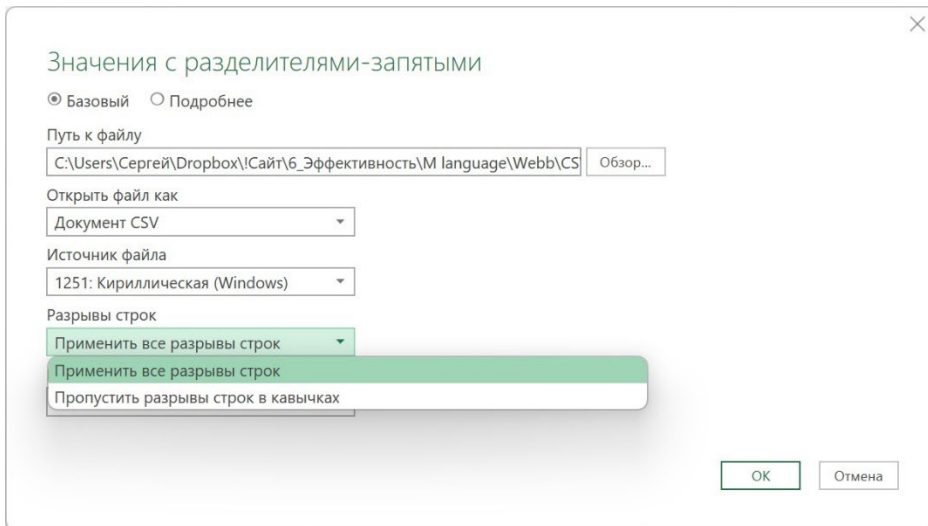 Значения с разделителями-запятыми
Базовый Подробнее
Путь к файлу
C:\Users\Сергей\Dropbox\!Сайт\6_Эффективность\M language\Webb\CS Обзор...
Открыть файл как
Документ CSV
Источник файла
1251: Кириллическая (Windows)
Разрывы строк
Применить все разрывы строк
Применить все разрывы строк
Пропустить разрывы строк в кавычках
ОК Отмена